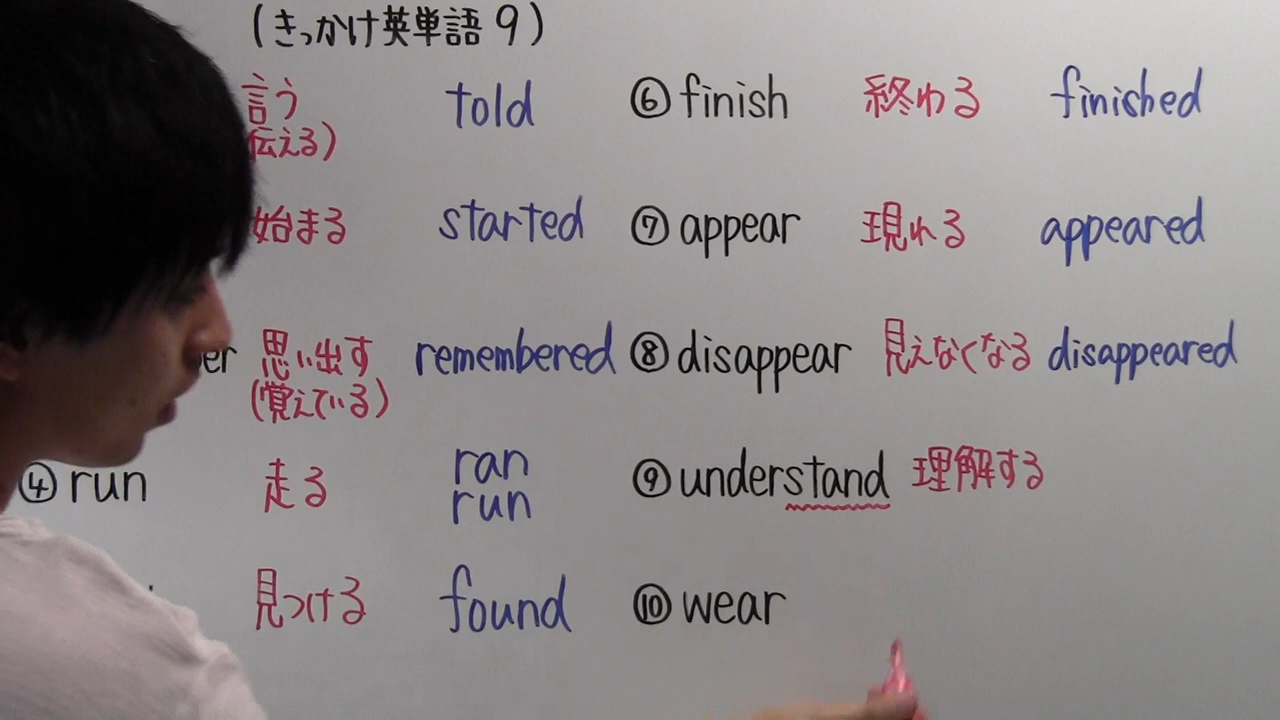 (きっかけ英単語9)
言う told
伝える)
始まる started
er 思い出す remembered
(覚えている)
④ run 走る ran
run
見つける found
⑥ finish 終わる finished
⑦ appear 現れる appeared
⑧ disappear 見えなくなる disappeared
⑨ understand 理解する
⑩ wear